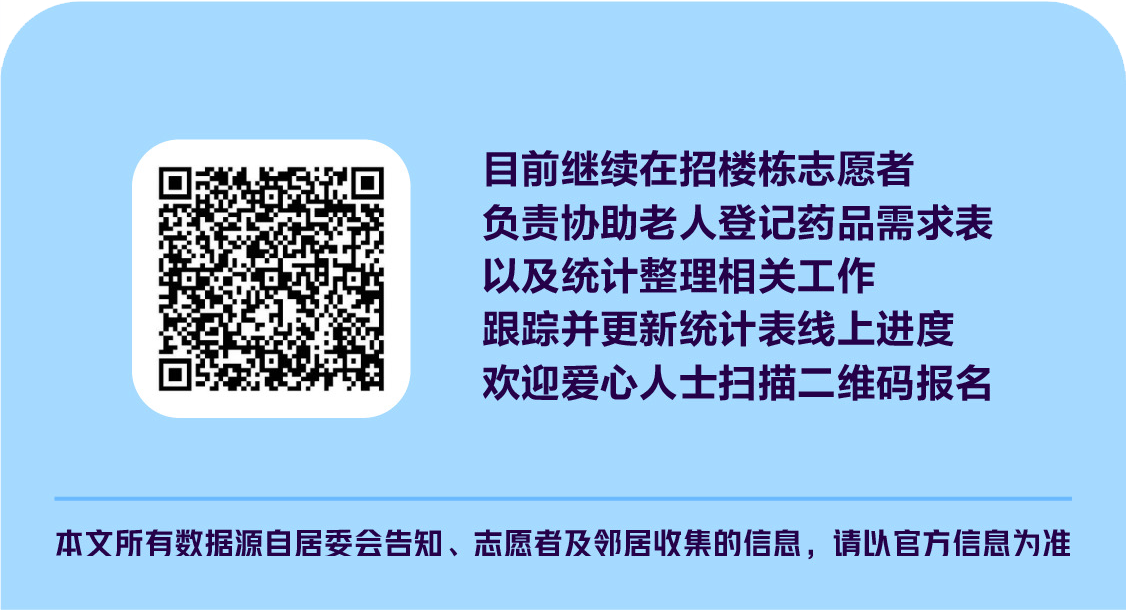 目前继续在招楼栋志愿者
负责协助老人登记药品需求表
以及统计整理相关工作
跟踪并更新统计表线上进度
欢迎爱心人士扫描二维码报名
本文所有数据源自居委会告知、志愿者及邻居收集的信息，请以官方信息为准